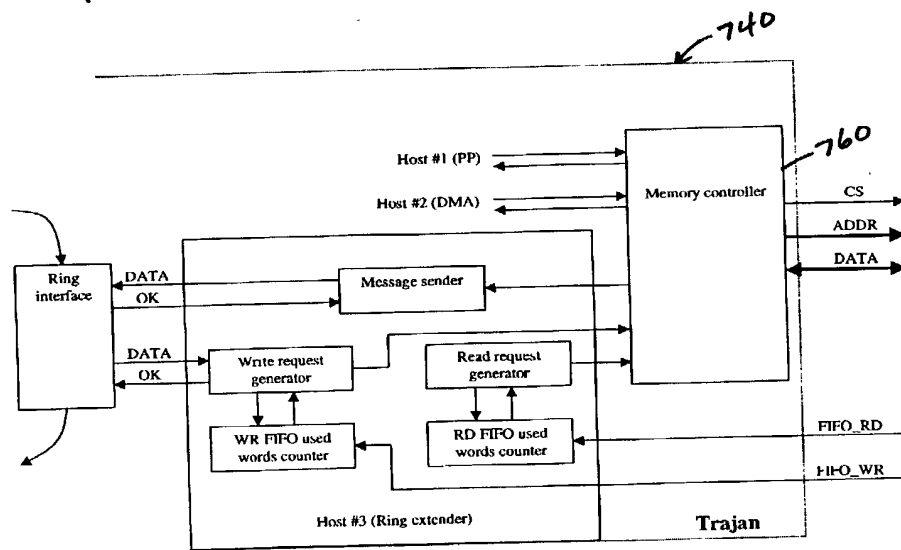 740
760
Host #1 (PP)
Host #2 (DMA)
Memory controller
CS
ADDR
DATA
Ring
interface
DATA
OK
Message sender
DATA
OK
Write request
generator
Read request
generator
WR FIFO used
words counter
RD FIFO used
words counter
FIFO_RD
FIFO_WR
Host #3 (Ring extender)
Trajan